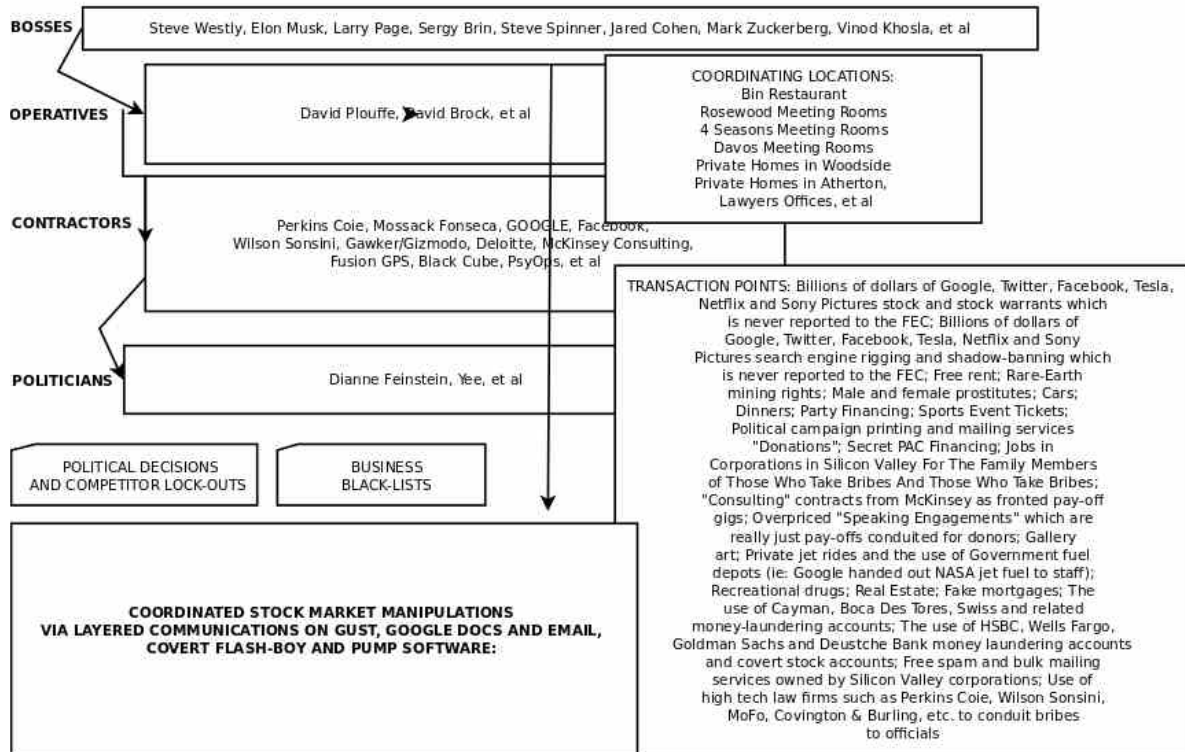 BOSSES
Steve Westly, Elon Musk, Larry Page, Sergy Brin, Steve Spinner, Jared Cohen, Mark Zuckerberg, Vinod Khosla, et al
OPERATIVES
David Plouffe, David Brock, et al
COORDINATING LOCATIONS:
Bin Restaurant
Rosewood Meeting Rooms
4 Seasons Meeting Rooms
Davos Meeting Rooms
Private Homes in Woodside
Private Homes in Atherton,
Lawyers Offices, et al
CONTRACTORS
Perkins Coie, Mossack Fonseca, GOOGLE, Facebook,
Wilson Sonsini, Gawker/Gizmodo, Deloitte, McKinsey Consulting,
Fusion GPS, Black Cube, PsyOps, et al
POLITICIANS
Dianne Feinstein, Yee, et al
TRANSACTION POINTS: Billions of dollars of Google, Twitter, Facebook, Tesla,
Netflix and Sony Pictures stock and stock warrants which
is never reported to the FEC; Billions of dollars of
Google, Twitter, Facebook, Tesla, Netflix and Sony
Pictures search engine rigging and shadow-banning which
is never reported to the FEC; Free rent; Rare-Earth
mining rights; Male and female prostitutes; Cars;
Dinners; Party Financing; Sports Event Tickets;
Political campaign printing and mailing services
"Donations"; Secret PAC Financing; Jobs in
Corporations in Silicon Valley For The Family Members
of Those Who Take Bribes And Those Who Take Bribes;
"Consulting" contracts from McKinsey as fronted pay-off
gigs; Overpriced "Speaking Engagements" which are
really just pay-offs conduited for donors; Gallery
art; Private jet rides and the use of Government fuel
depots (ie: Google handed out NASA jet fuel to staff);
Recreational drugs; Real Estate; Fake mortgages; The
use of Cayman, Boca Des Tores, Swiss and related
money-laundering accounts; The use of HSBC, Wells Fargo,
Goldman Sachs and Deustche Bank money laundering accounts
and covert stock accounts; Free spam and bulk mailing
services owned by Silicon Valley corporations; Use of
high tech law firms such as Perkins Coie, Wilson Sonsini,
MoFo, Covington & Burling, etc. to conduit bribes
to officials
POLITICAL DECISIONS
AND COMPETITOR LOCK-OUTS
BUSINESS
BLACK-LISTS
COORDINATED STOCK MARKET MANIPULATIONS
VIA LAYERED COMMUNICATIONS ON GUST, GOOGLE DOCS AND EMAIL,
COVERT FLASH-BOY AND PUMP SOFTWARE: